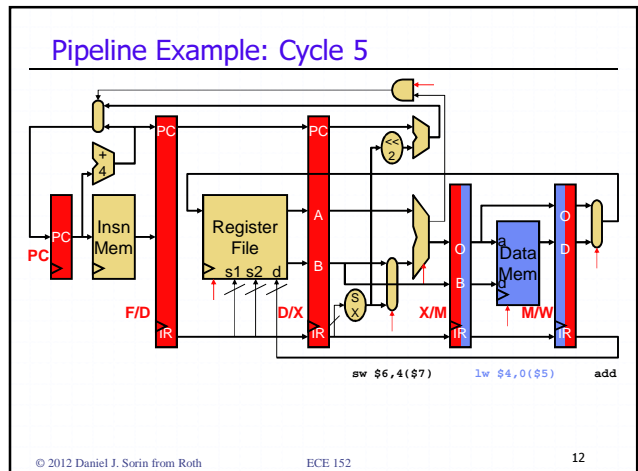 Pipeline Example: Cycle 5
PC
PC
<<
2
+
4
PC
Insn
Mem
PC
Register
File
s1 s2 d
A
B
S
X
O
B
a
Data
Mem
d
O
D
F/D
D/X
X/M
M/W
IR
IR
IR
IR
sw $6,4($7)
lw $4,0($5)
add
© 2012 Daniel J. Sorin from Roth
ECE 152
12